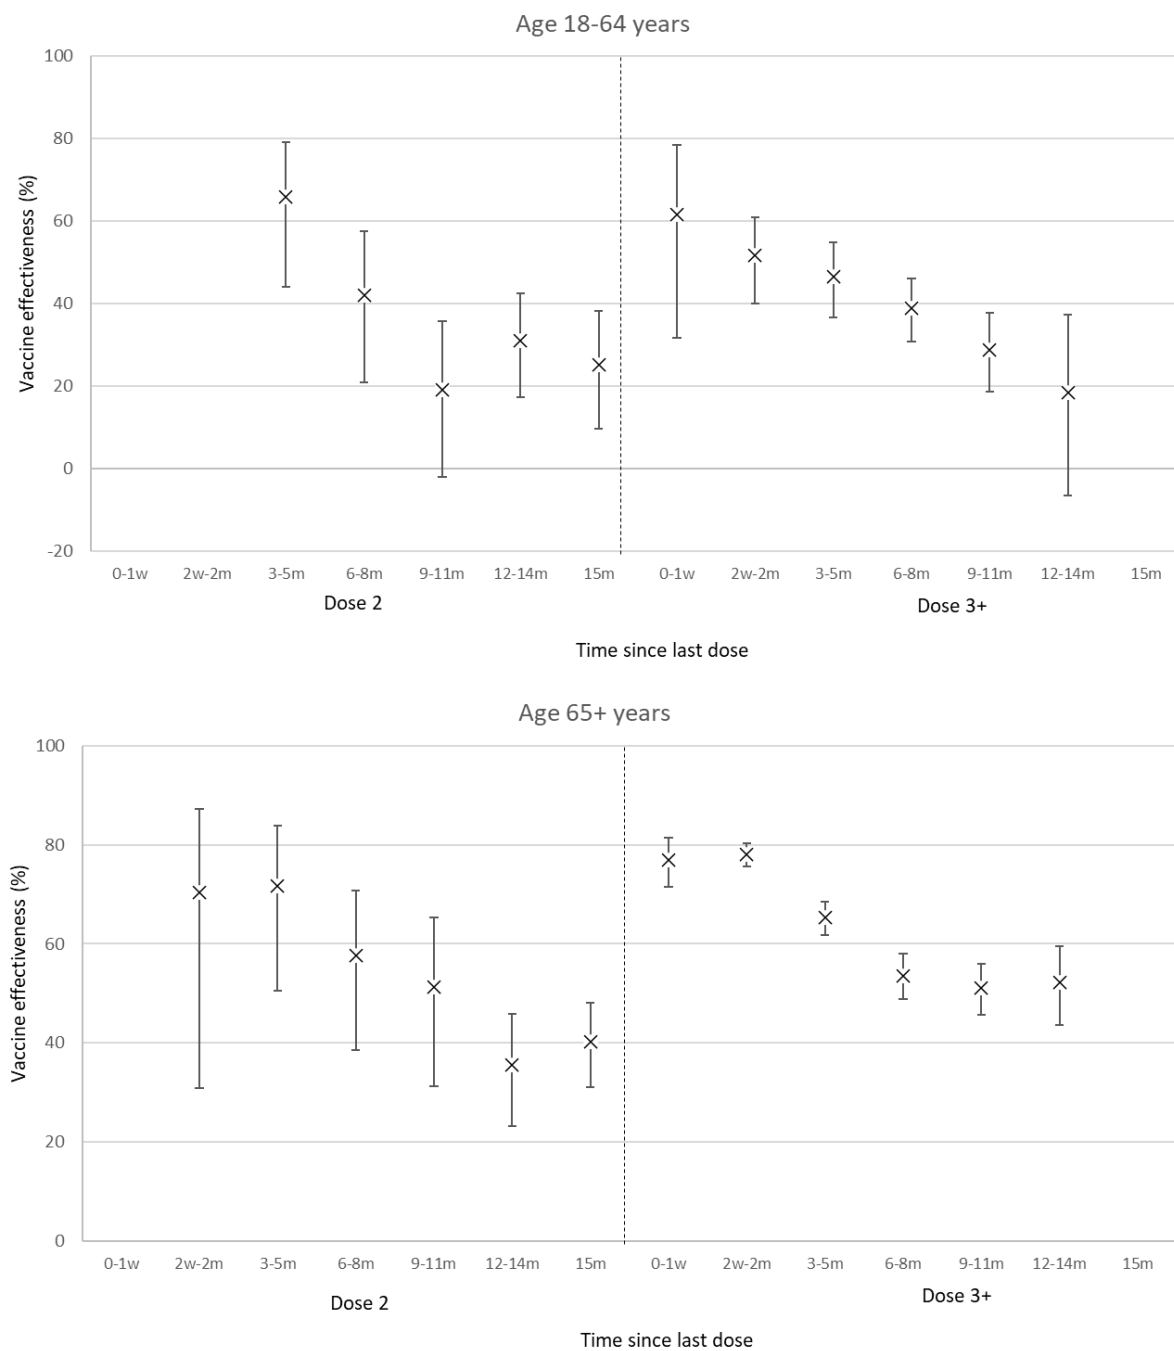 Age 18-64 years
Vaccine effectiveness (%)
100
80
60
40
20
0
-20
0-1w 2w-2m 3-5m 6-8m 9-11m 12-14m 15m 0-1w 2w-2m 3-5m 6-8m 9-11m 12-14m 15m
Dose 2 Dose 3+
Time since last dose
Age 65+ years
Vaccine effectiveness (%)
100
80
60
40
20
0
0-1w 2w-2m 3-5m 6-8m 9-11m 12-14m 15m 0-1w 2w-2m 3-5m 6-8m 9-11m 12-14m 15m
Dose 2 Dose 3+
Time since last dose